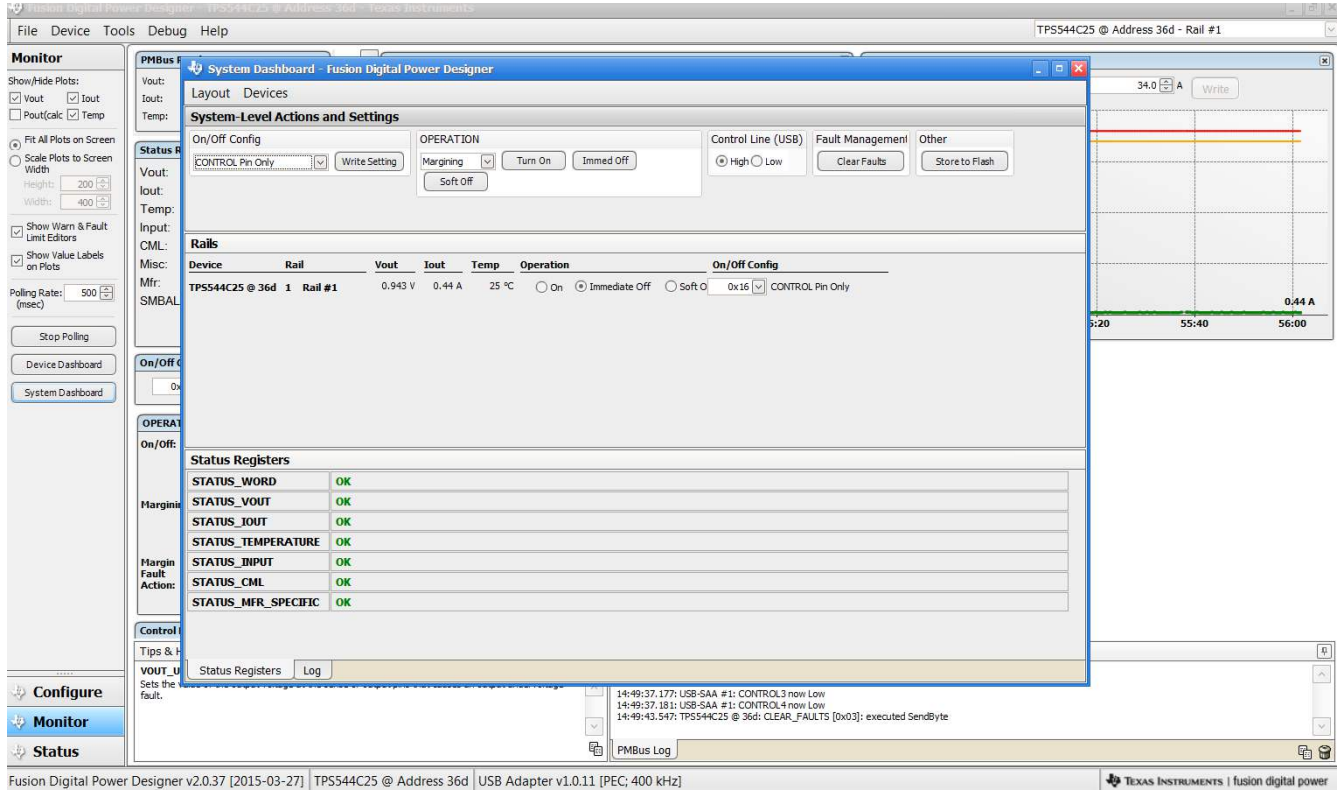 Fusion Digital Power Designer - TPS544C25 @ Address 36d - Texas Instruments
File Device Tools Debug Help
TPS544C25 @ Address 36d - Rail #1
Monitor
Show/Hide Plots:
Vout Iout
Pout(calc Temp
Fit All Plots on Screen
Scale Plots to Screen
Width
Height: 200
Width: 400
Show Warn & Fault
Limit Editors
Show Value Labels
on Plots
Polling Rate: 500
(msec)
Stop Polling
Device Dashboard
System Dashboard
Configure
Monitor
Status
PMBus
Vout:
Iout:
Temp:
Status R
Vout:
Iout:
Temp:
Input:
CML:
Misc:
Mfr:
SMBAL
On/Off C
0x
OPERAT
On/Off:
Marginin
Margin
Fault
Action:
Control
Tips & H
VOUT_U
Sets the
fault.
System Dashboard - Fusion Digital Power Designer
Layout Devices
System-Level Actions and Settings
On/Off Config
CONTROL Pin Only Write Setting
OPERATION
Margining Turn On Immed Off
Soft Off
Control Line (USB)
High Low
Fault Management
Clear Faults
Other
Store to Flash
Rails
Device Rail Vout Iout Temp Operation On/Off Config
TPS544C25 @ 36d 1 Rail #1 0.943 V 0.44 A 25 °C On Immediate Off Soft O 0x16 CONTROL Pin Only
Status Registers
STATUS_WORD OK
STATUS_VOUT OK
STATUS_IOUT OK
STATUS_TEMPERATURE OK
STATUS_INPUT OK
STATUS_CML OK
STATUS_MFR_SPECIFIC OK
Status Registers Log
34.0 A Write
0.44 A
5:20 55:40 56:00
14:49:37.177: USB-SAA #1: CONTROL3 now Low
14:49:37.181: USB-SAA #1: CONTROL4 now Low
14:49:43.547: TPS544C25 @ 36d: CLEAR_FAULTS [0x03]: executed SendByte
PMBus Log
Fusion Digital Power Designer v2.0.37 [2015-03-27] TPS544C25 @ Address 36d USB Adapter v1.0.11 [PEC; 400 kHz]
TEXAS INSTRUMENTS | fusion digital power